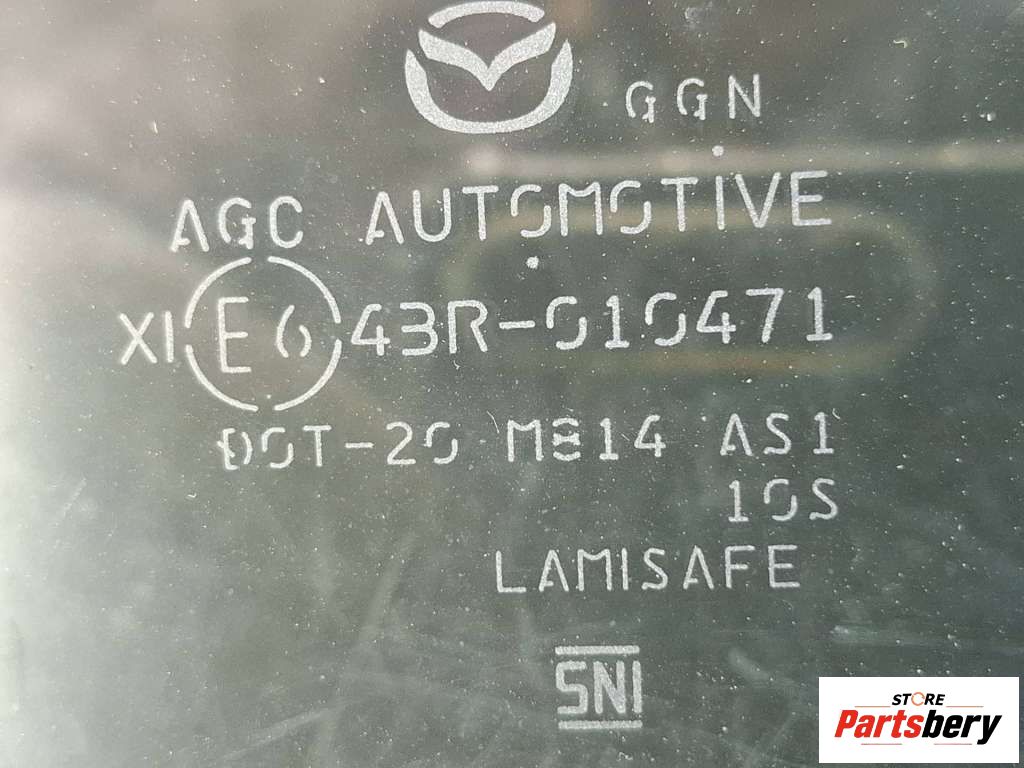 GGN
AGC AUTOMOTIVE
XI E6 43R-010471
DOT-20 M814 AS1
10S
LAMISAFE
SNI
STORE
Partsbery